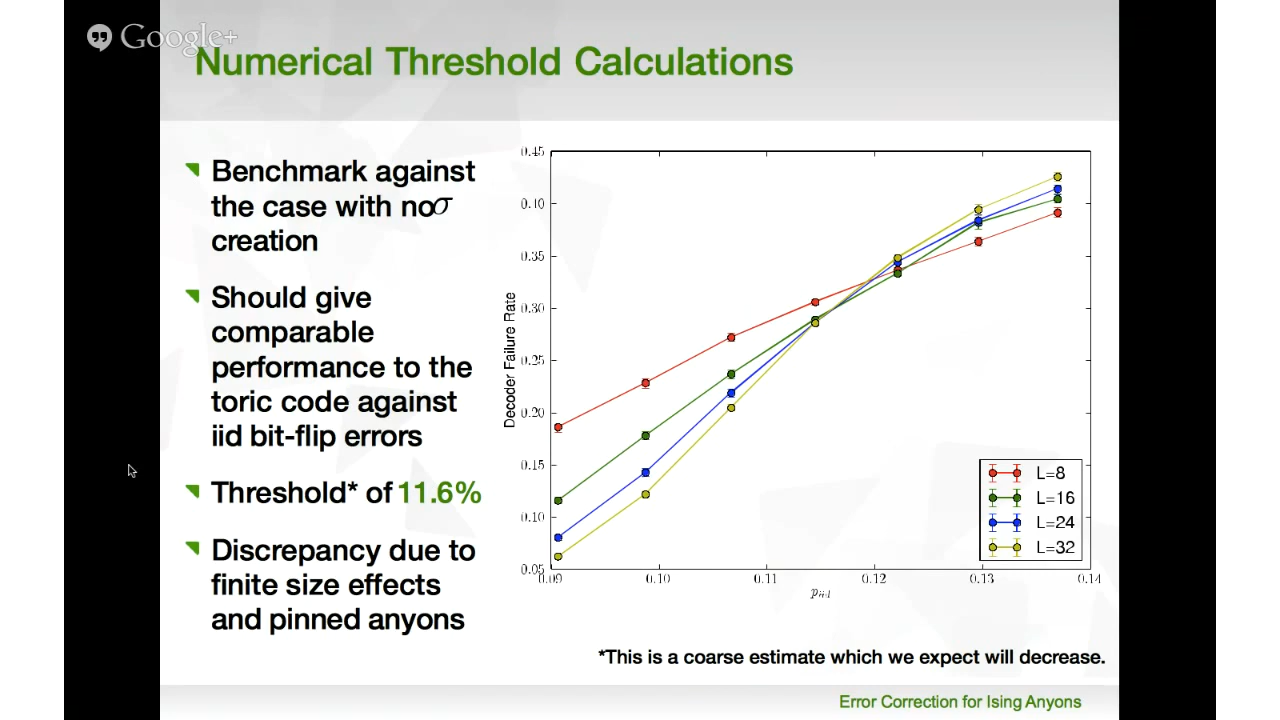 Google+
Numerical Threshold Calculations
Benchmark against
the case with no σ
creation
Should give
comparable
performance to the
toric code against
iid bit-flip errors
Threshold* of 11.6%
Discrepancy due to
finite size effects
and pinned anyons
Decoder Failure Rate
0.45
0.40
0.35
0.30
0.25
0.20
0.15
0.10
0.05
0.09 0.10 0.11 0.12 0.13 0.14
p_iid
L=8
L=16
L=24
L=32
*This is a coarse estimate which we expect will decrease.
Error Correction for Ising Anyons